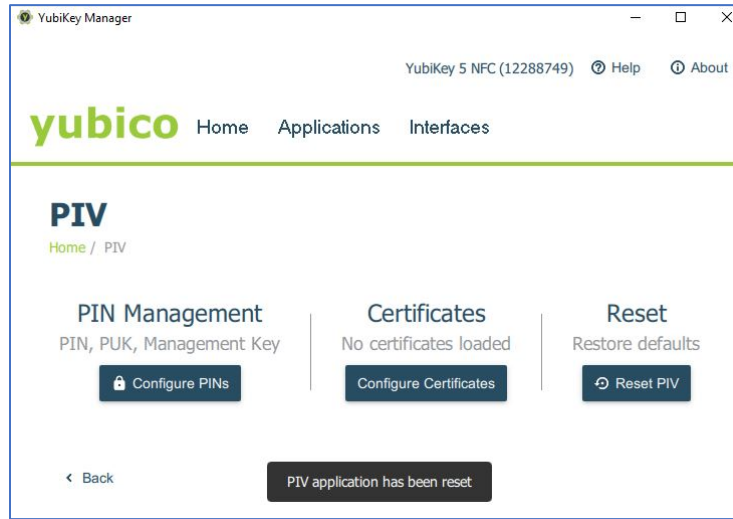 YubiKey Manager
YubiKey 5 NFC (12288749) Help About
yubico Home Applications Interfaces
PIV
Home / PIV
PIN Management Certificates Reset
PIN, PUK, Management Key No certificates loaded Restore defaults
Configure PINs Configure Certificates Reset PIV
Back PIV application has been reset